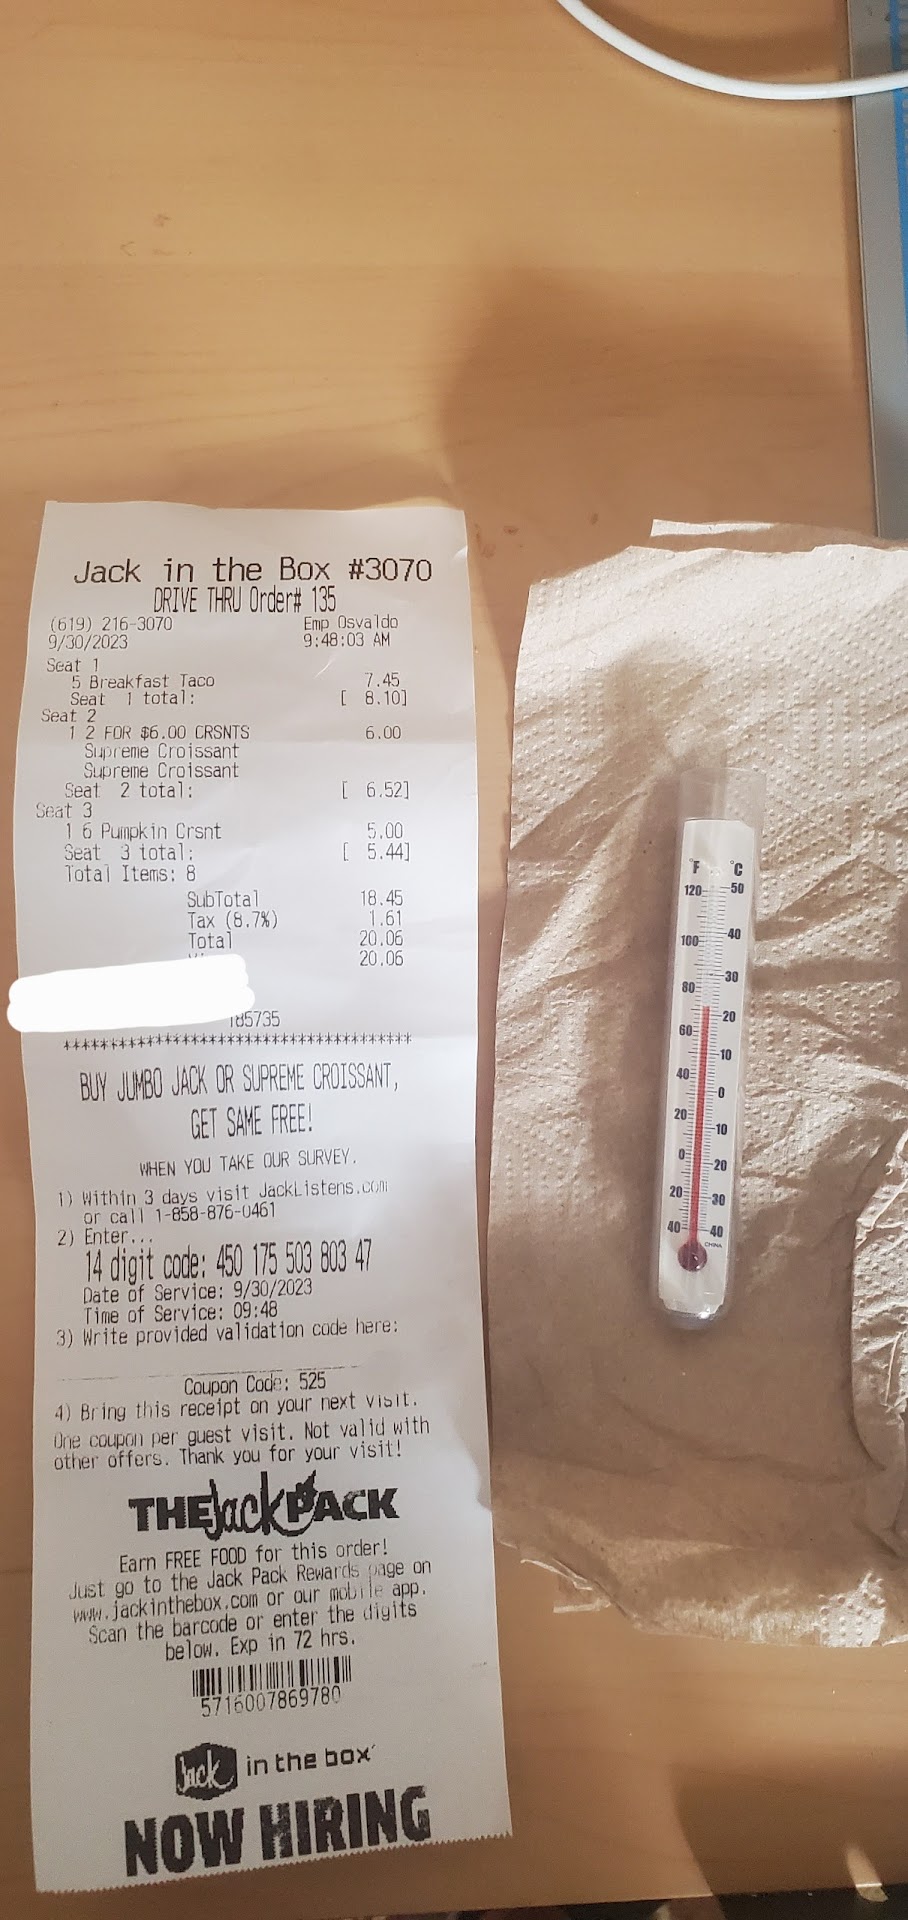 Jack in the Box #3070
DRIVE THRU Order# 135
(619) 216-3070 Emp Osvaldo
9/30/2023 9:48:03 AM
Seat 1
5 Breakfast Taco 7.45
Seat 1 total: [ 8.10]
Seat 2
1 2 FOR $6.00 CRSNTS 6.00
Supreme Croissant
Supreme Croissant
Seat 2 total: [ 6.52]
Seat 3
1 6 Pumpkin Crsnt 5.00
Seat 3 total: [ 5.44]
Total Items: 8
SubTotal 18.45
Tax (8.7%) 1.61
Total 20.06
20.06
185735
**************************************
BUY JUMBO JACK OR SUPREME CROISSANT,
GET SAME FREE!
WHEN YOU TAKE OUR SURVEY.
1) Within 3 days visit JackListens.com
or call 1-858-876-0461
2) Enter...
14 digit code: 450 175 503 803 47
Date of Service: 9/30/2023
Time of Service: 09:48
3) Write provided validation code here:
Coupon Code: 525
4) Bring this receipt on your next visit.
One coupon per guest visit. Not valid with
other offers. Thank you for your visit!
THE Jack PACK
Earn FREE FOOD for this order!
Just go to the Jack Pack Rewards page on
www.jackinthebox.com or our mobile app.
Scan the barcode or enter the digits
below. Exp in 72 hrs.
5716007869780
Jack in the box
NOW HIRING
°F °C
120 50
100 40
80 30
60 20
40 10
20 0
0 10
20 20
40 30
40
CHINA